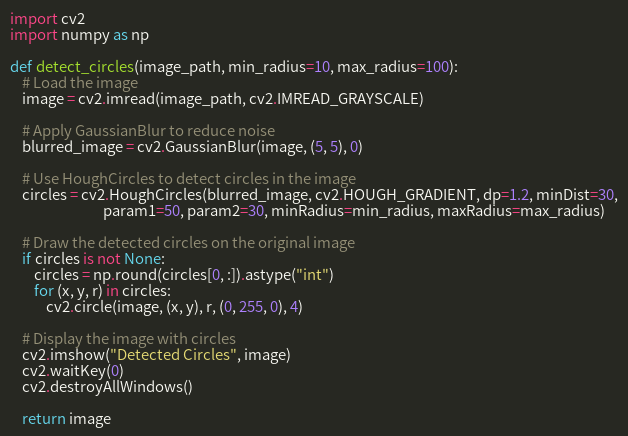 import cv2
import numpy as np

def detect_circles(image_path, min_radius=10, max_radius=100):
    # Load the image
    image = cv2.imread(image_path, cv2.IMREAD_GRAYSCALE)

    # Apply GaussianBlur to reduce noise
    blurred_image = cv2.GaussianBlur(image, (5, 5), 0)

    # Use HoughCircles to detect circles in the image
    circles = cv2.HoughCircles(blurred_image, cv2.HOUGH_GRADIENT, dp=1.2, minDist=30,
                               param1=50, param2=30, minRadius=min_radius, maxRadius=max_radius)

    # Draw the detected circles on the original image
    if circles is not None:
        circles = np.round(circles[0, :]).astype("int")
        for (x, y, r) in circles:
            cv2.circle(image, (x, y), r, (0, 255, 0), 4)

    # Display the image with circles
    cv2.imshow("Detected Circles", image)
    cv2.waitKey(0)
    cv2.destroyAllWindows()

    return image